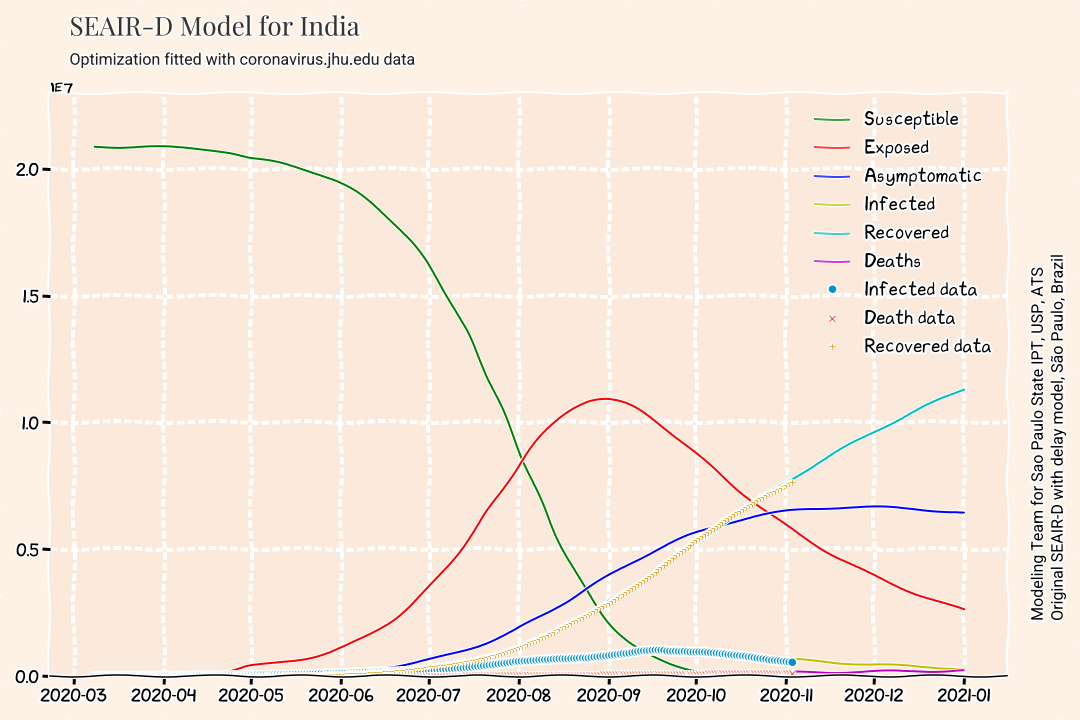 SEAIR-D Model for India
Optimization fitted with coronavirus.jhu.edu data
1E7
Susceptible
Exposed
Asymptomatic
Infected
Recovered
Deaths
Infected data
Death data
Recovered data
2.0
1.5
1.0
0.5
0.0
2020-03 2020-04 2020-05 2020-06 2020-07 2020-08 2020-09 2020-10 2020-11 2020-12 2021-01
Modeling Team for Sao Paulo State IPT, USP, ATS
Original SEAIR-D with delay model, São Paulo, Brazil